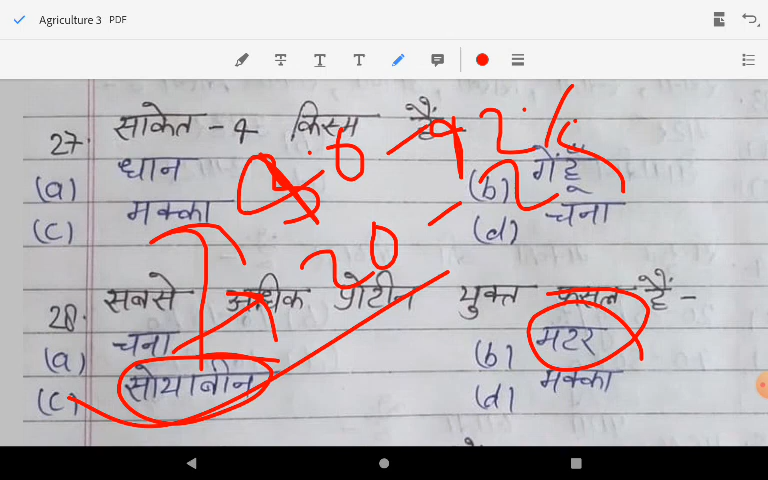 Agriculture 3 PDF
27. साकेत - 4 किस्म हैं
(a) धान (b) गेहूँ
(c) मक्का (d) चना
28. सबसे अधिक प्रोटीन युक्त फसल हैं -
(a) चना (b) मटर
(c) सोयाबीन (d) मक्का